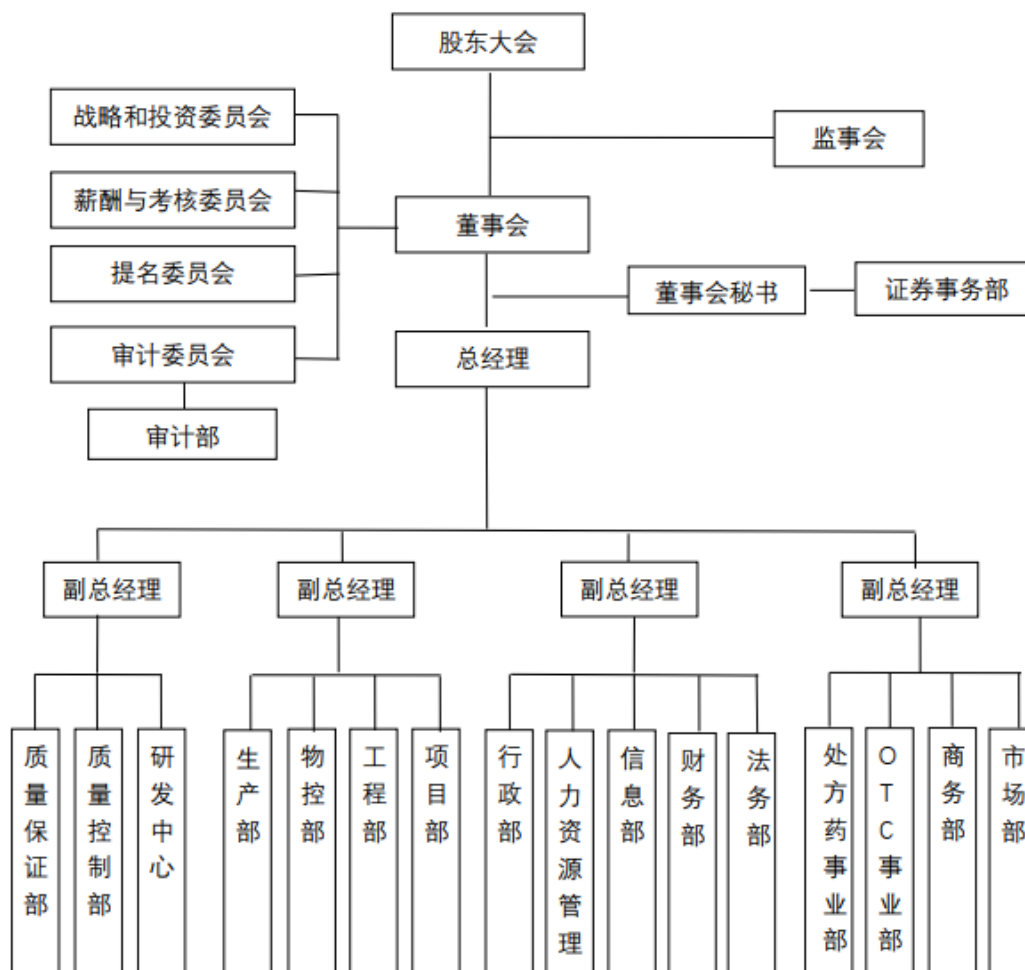 股东大会
战略和投资委员会
监事会
薪酬与考核委员会
董事会
提名委员会
董事会秘书
证券事务部
审计委员会
总经理
审计部
副总经理
副总经理
副总经理
副总经理
质量保证部
质量控制部
研发中心
生产部
物控部
工程部
项目部
行政部
人力资源管理
信息部
财务部
法务部
处方药事业部
OTC事业部
商务部
市场部